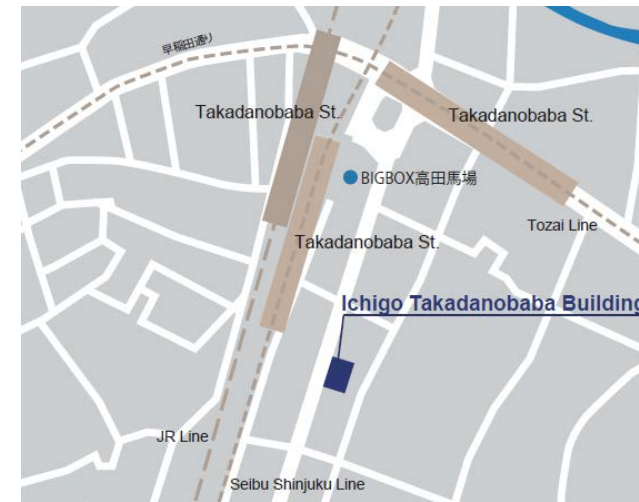 早稲田通り
Takadanobaba St.
Takadanobaba St.
BIGBOX高田馬場
Tozai Line
Takadanobaba St.
Ichigo Takadanobaba Building
JR Line
Seibu Shinjuku Line